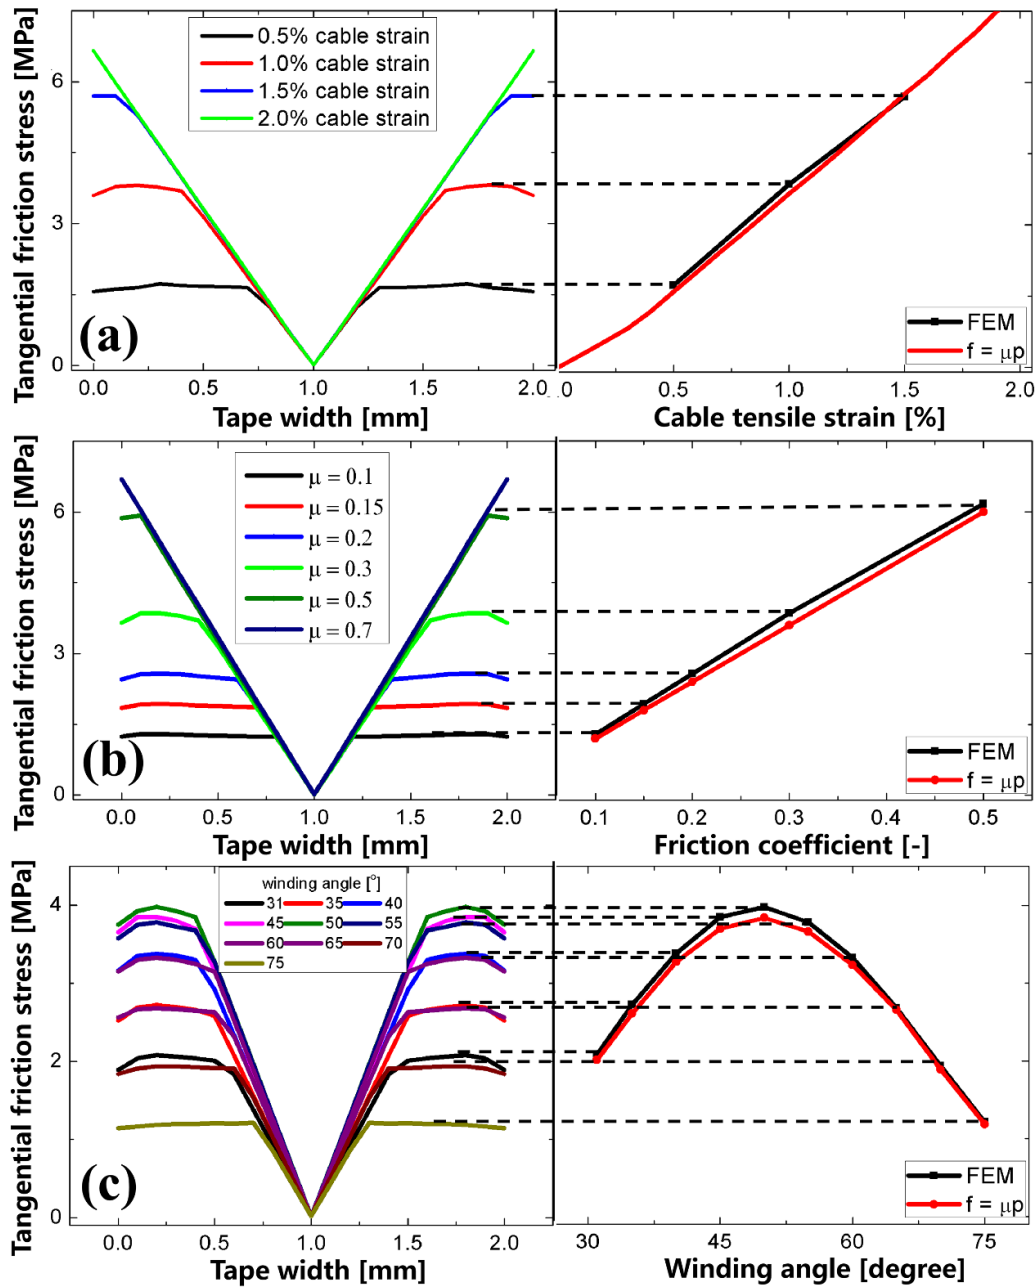 Tangential friction stress [MPa]
6
3
0
0.5% cable strain
1.0% cable strain
1.5% cable strain
2.0% cable strain
(a)
0.0 0.5 1.0 1.5 2.0
Tape width [mm]
FEM
f = μp
0.5 1.0 1.5 2.0
Cable tensile strain [%]
Tangential friction stress [MPa]
6
3
0
μ = 0.1
μ = 0.15
μ = 0.2
μ = 0.3
μ = 0.5
μ = 0.7
(b)
0.0 0.5 1.0 1.5 2.0
Tape width [mm]
FEM
f = μp
0.1 0.2 0.3 0.4 0.5
Friction coefficient [-]
Tangential friction stress [MPa]
4
2
0
winding angle [°]
31 35 40
45 50 55
60 65 70
75
(c)
0.0 0.5 1.0 1.5 2.0
Tape width [mm]
FEM
f = μp
30 45 60 75
Winding angle [degree]